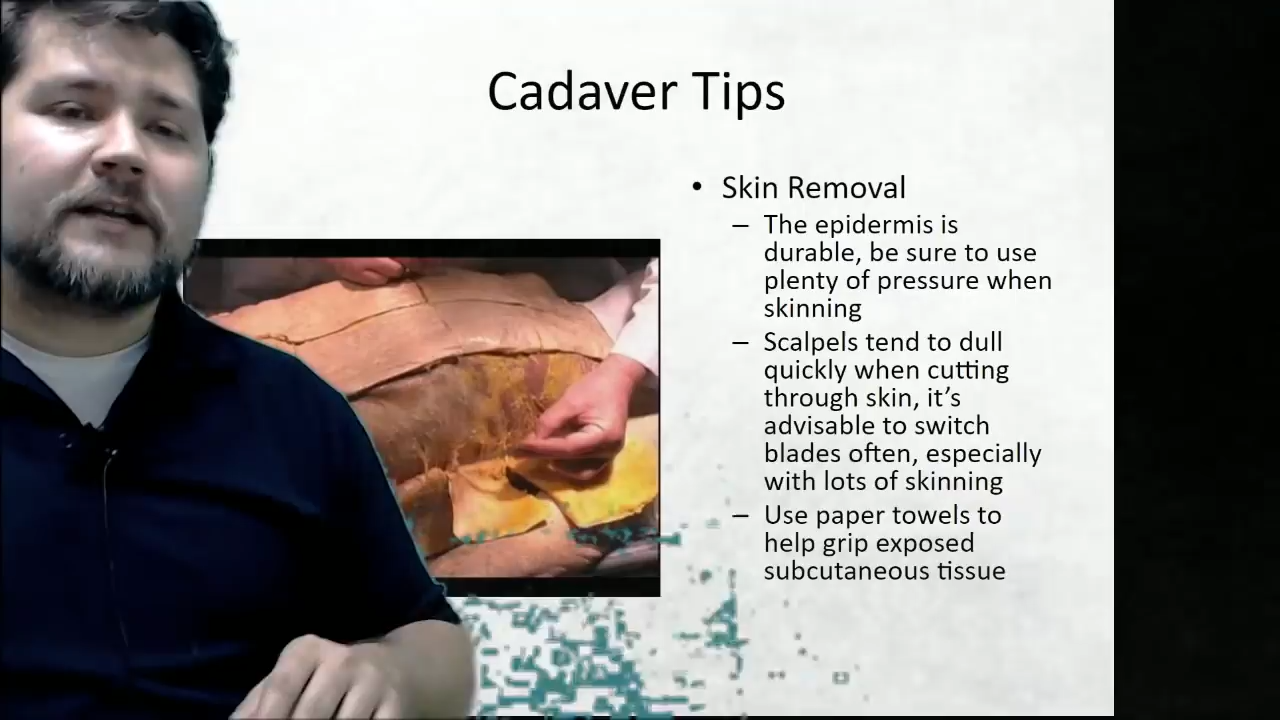 Cadaver Tips
• Skin Removal
– The epidermis is
durable, be sure to use
plenty of pressure when
skinning
– Scalpels tend to dull
quickly when cutting
through skin, it’s
advisable to switch
blades often, especially
with lots of skinning
– Use paper towels to
help grip exposed
subcutaneous tissue